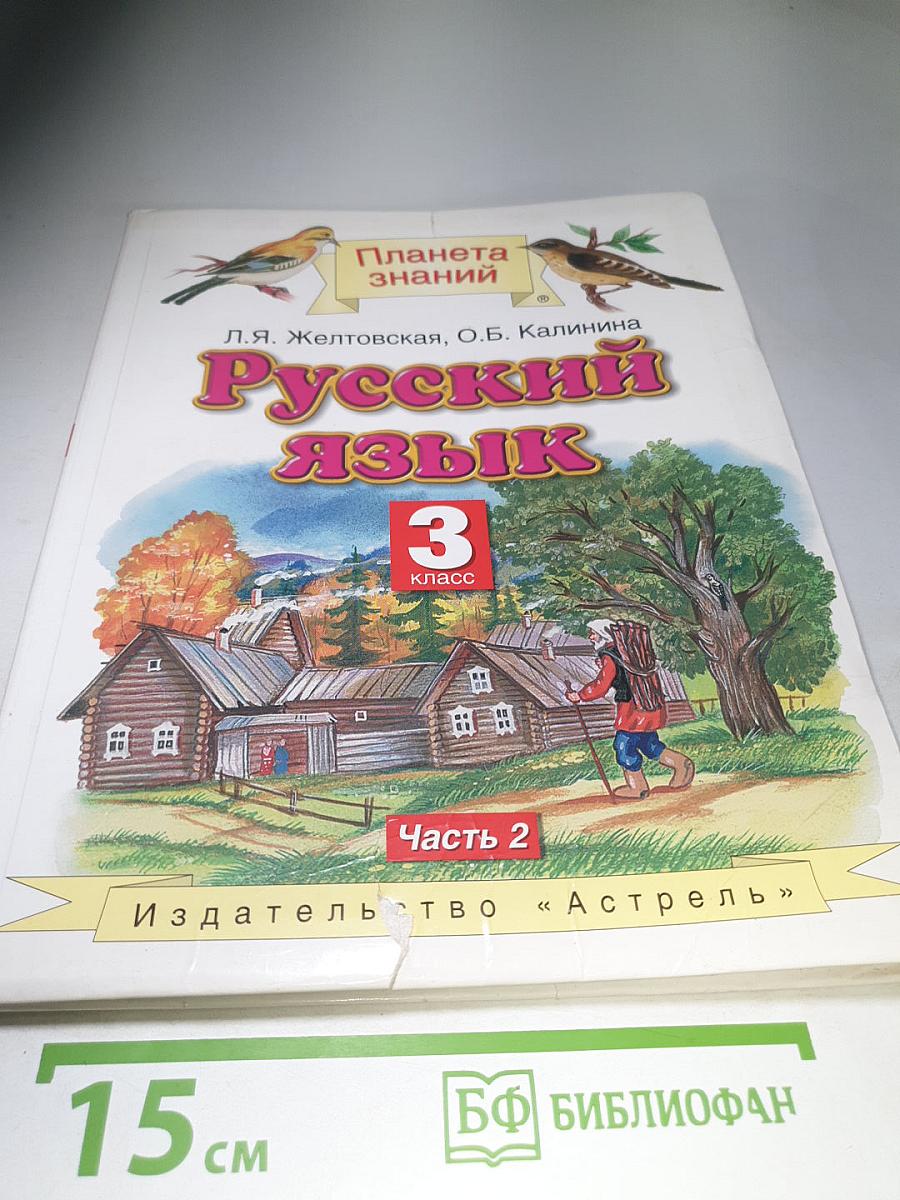 Планета
знаний
®
Л.Я. Желтовская, О.Б. Калинина
Русский
язык
3
класс
Часть 2
Издательство «Астрель»
15 см
БФ БИБЛИОФАН